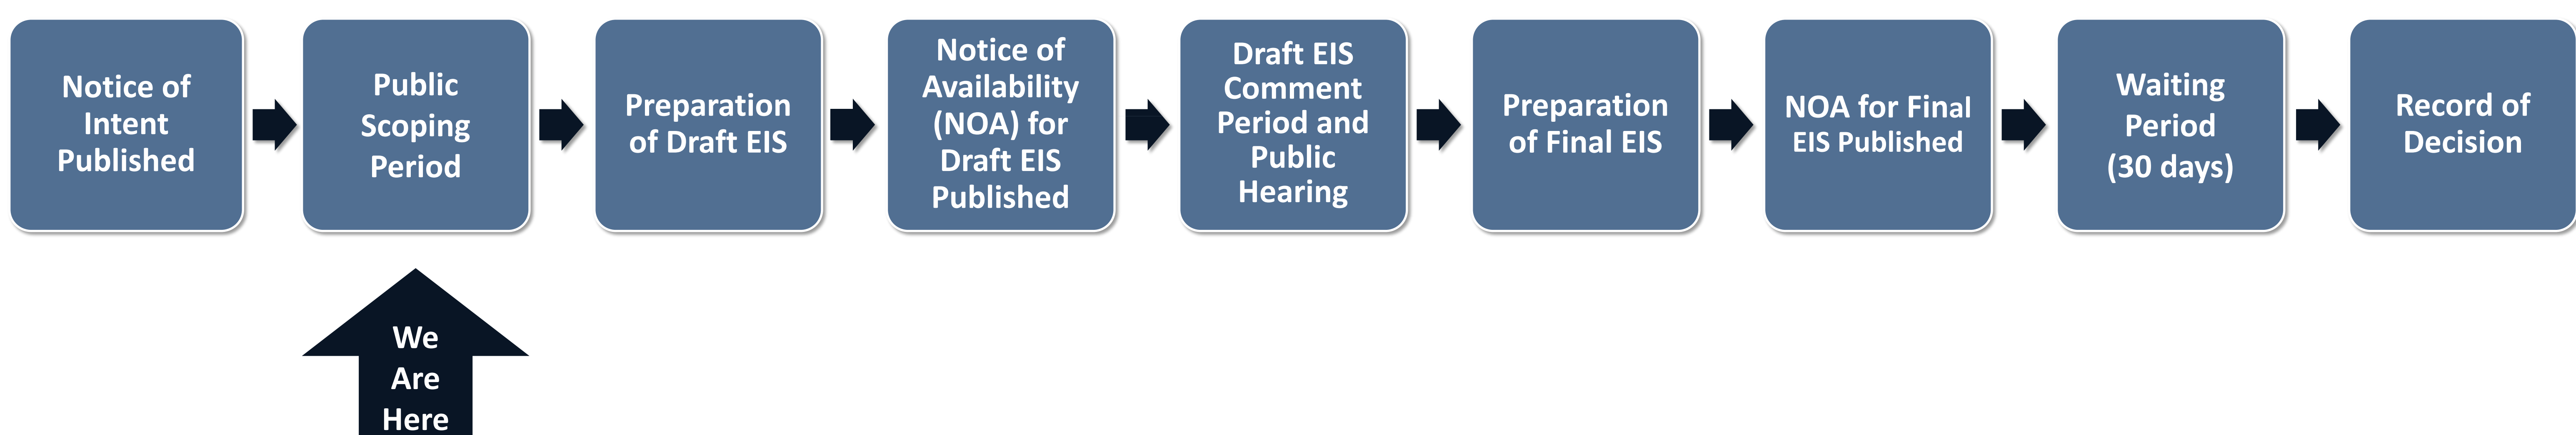 Notice of
Intent
Published
Public
Scoping
Period
Preparation
of Draft EIS
Notice of
Availability
(NOA) for
Draft EIS
Published
Draft EIS
Comment
Period and
Public
Hearing
Preparation
of Final EIS
NOA for Final
EIS Published
Waiting
Period
(30 days)
Record of
Decision
We
Are
Here